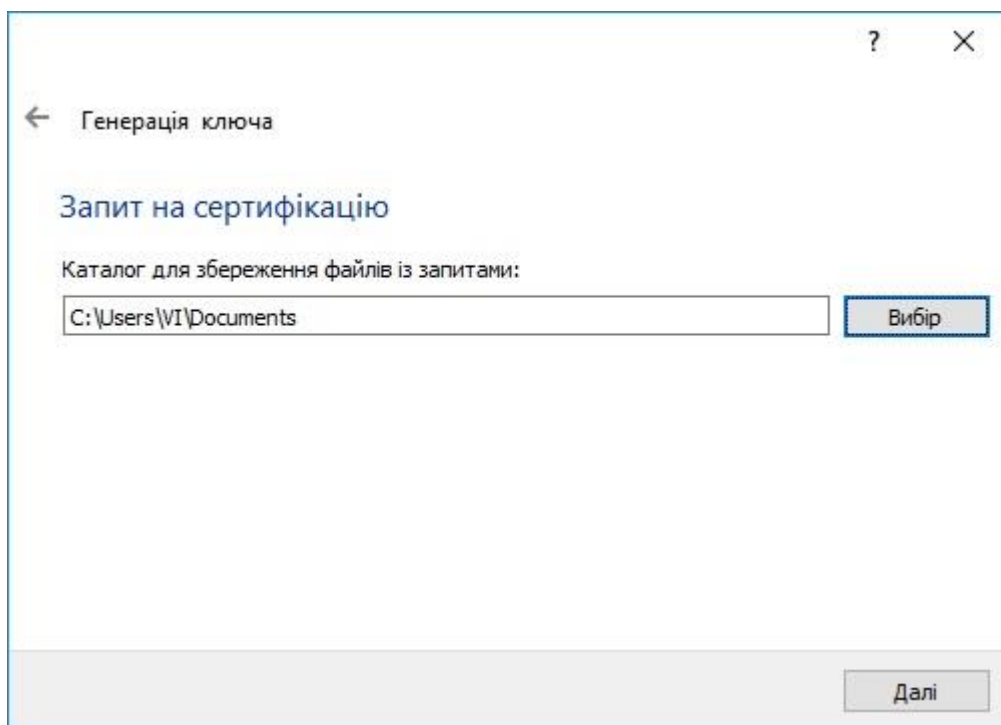 ?
← Генерація ключа
Запит на сертифікацію
Каталог для збереження файлів із запитами:
C:\Users\VI\Documents
Вибір
Далі